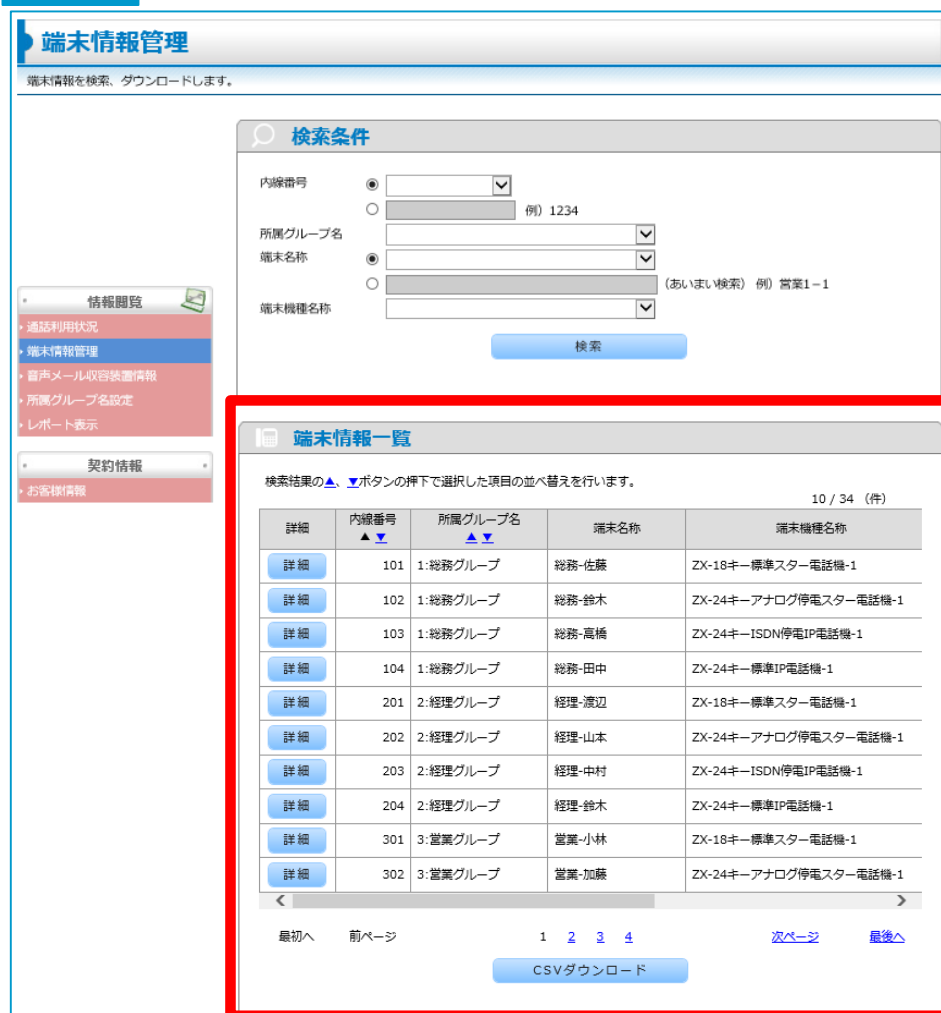 端末情報管理
端末情報を検索、ダウンロードします。
検索条件
内線番号
例）1234
所属グループ名
端末名称
（あいまい検索） 例）営業1－1
端末機種名称
検索
情報閲覧
通話利用状況
端末情報管理
音声メール収容装置情報
所属グループ名設定
レポート表示
契約情報
お客様情報
端末情報一覧
検索結果の▲、▼ボタンの押下で選択した項目の並べ替えを行います。
10 / 34 （件）
詳細 内線番号 ▲ ▼ 所属グループ名 ▲ ▼ 端末名称 端末機種名称
詳細 101 1:総務グループ 総務-佐藤 ZX-18キー標準スター電話機-1
詳細 102 1:総務グループ 総務-鈴木 ZX-24キーアナログ停電スター電話機-1
詳細 103 1:総務グループ 総務-高橋 ZX-24キーISDN停電IP電話機-1
詳細 104 1:総務グループ 総務-田中 ZX-24キー標準IP電話機-1
詳細 201 2:経理グループ 経理-渡辺 ZX-18キー標準スター電話機-1
詳細 202 2:経理グループ 経理-山本 ZX-24キーアナログ停電スター電話機-1
詳細 203 2:経理グループ 経理-中村 ZX-24キーISDN停電IP電話機-1
詳細 204 2:経理グループ 経理-鈴木 ZX-24キー標準IP電話機-1
詳細 301 3:営業グループ 営業-小林 ZX-18キー標準スター電話機-1
詳細 302 3:営業グループ 営業-加藤 ZX-24キーアナログ停電スター電話機-1
最初へ 前ページ 1 2 3 4 次ページ 最後へ
CSVダウンロード